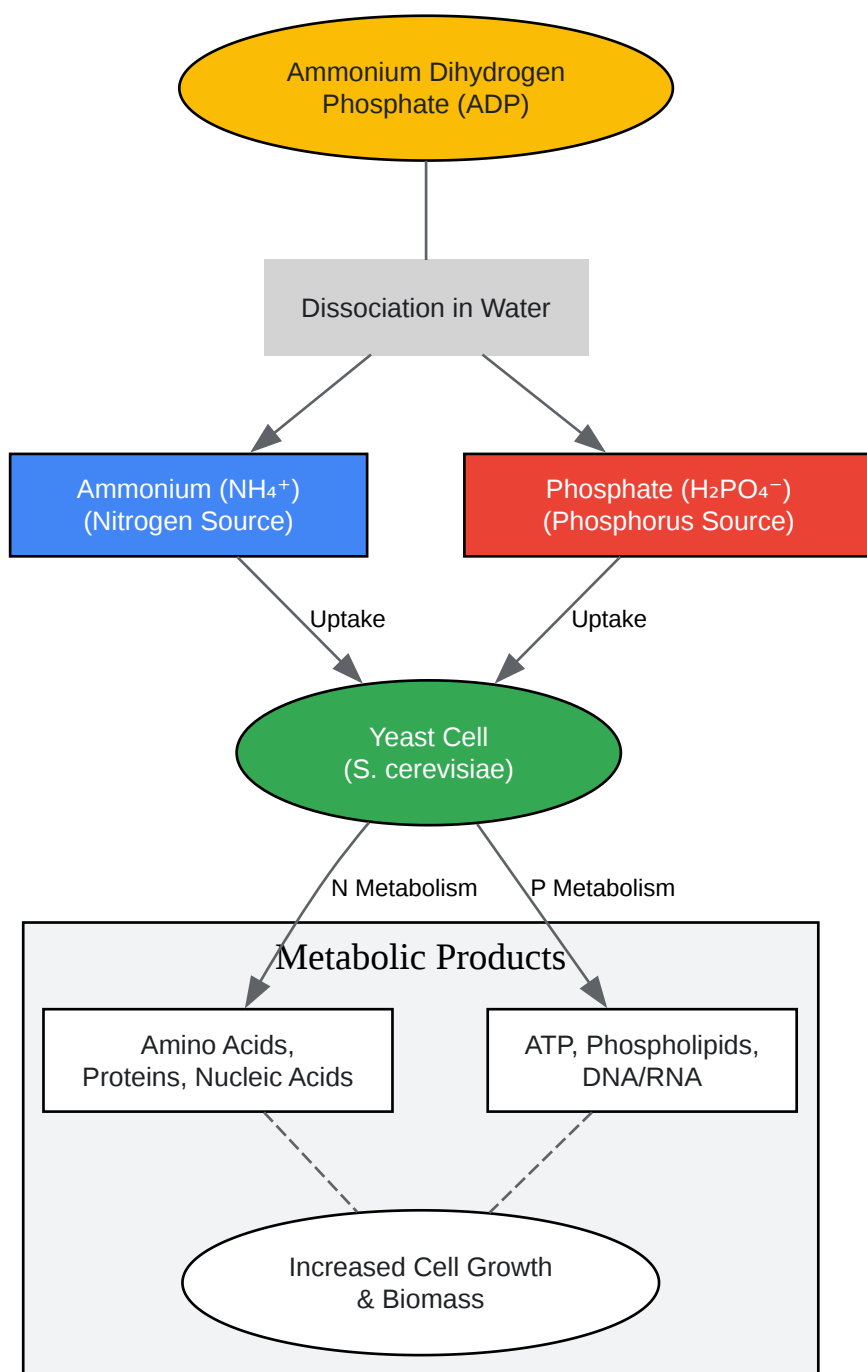 Ammonium Dihydrogen
Phosphate (ADP)
Dissociation in Water
Ammonium (NH₄⁺)
(Nitrogen Source)
Phosphate (H₂PO₄⁻)
(Phosphorus Source)
Uptake
Uptake
Yeast Cell
(S. cerevisiae)
N Metabolism
P Metabolism
Metabolic Products
Amino Acids,
Proteins, Nucleic Acids
ATP, Phospholipids,
DNA/RNA
Increased Cell Growth
& Biomass